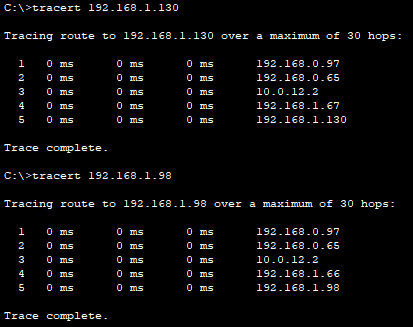 C:\>tracert 192.168.1.130
Tracing route to 192.168.1.130 over a maximum of 30 hops:
1 0 ms 0 ms 0 ms 192.168.0.97
2 0 ms 0 ms 0 ms 192.168.0.65
3 0 ms 0 ms 0 ms 10.0.12.2
4 0 ms 0 ms 0 ms 192.168.1.67
5 0 ms 0 ms 0 ms 192.168.1.130
Trace complete.
C:\>tracert 192.168.1.98
Tracing route to 192.168.1.98 over a maximum of 30 hops:
1 0 ms 0 ms 0 ms 192.168.0.97
2 0 ms 0 ms 0 ms 192.168.0.65
3 0 ms 0 ms 0 ms 10.0.12.2
4 0 ms 0 ms 0 ms 192.168.1.66
5 0 ms 0 ms 0 ms 192.168.1.98
Trace complete.